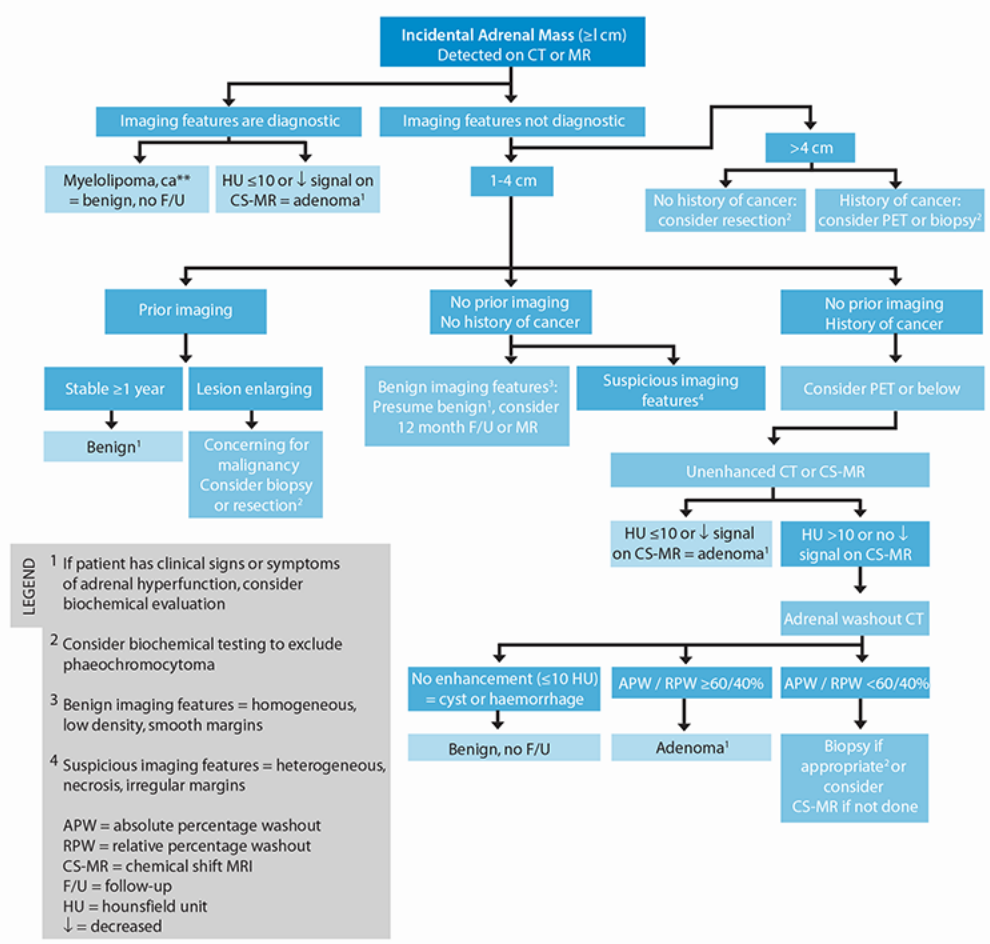 Incidental Adrenal Mass (≥l cm)
Detected on CT or MR
Imaging features are diagnostic
Imaging features not diagnostic
>4 cm
Myelolipoma, ca**
= benign, no F/U
HU ≤10 or ↓ signal on
CS-MR = adenoma¹
1-4 cm
No history of cancer:
consider resection²
History of cancer:
consider PET or biopsy²
Prior imaging
No prior imaging
No history of cancer
No prior imaging
History of cancer
Stable ≥1 year
Lesion enlarging
Benign imaging features³:
Presume benign¹, consider
12 month F/U or MR
Suspicious imaging
features⁴
Consider PET or below
Benign¹
Concerning for
malignancy
Consider biopsy
or resection²
Unenhanced CT or CS-MR
HU ≤10 or ↓ signal
on CS-MR = adenoma¹
HU >10 or no ↓
signal on CS-MR
Adrenal washout CT
No enhancement (≤10 HU)
= cyst or haemorrhage
APW / RPW ≥60/40%
APW / RPW <60/40%
Benign, no F/U
Adenoma¹
Biopsy if
appropriate² or
consider
CS-MR if not done
LEGEND
¹ If patient has clinical signs or symptoms
of adrenal hyperfunction, consider
biochemical evaluation
² Consider biochemical testing to exclude
phaeochromocytoma
³ Benign imaging features = homogeneous,
low density, smooth margins
⁴ Suspicious imaging features = heterogeneous,
necrosis, irregular margins
APW = absolute percentage washout
RPW = relative percentage washout
CS-MR = chemical shift MRI
F/U = follow-up
HU = hounsfield unit
↓ = decreased